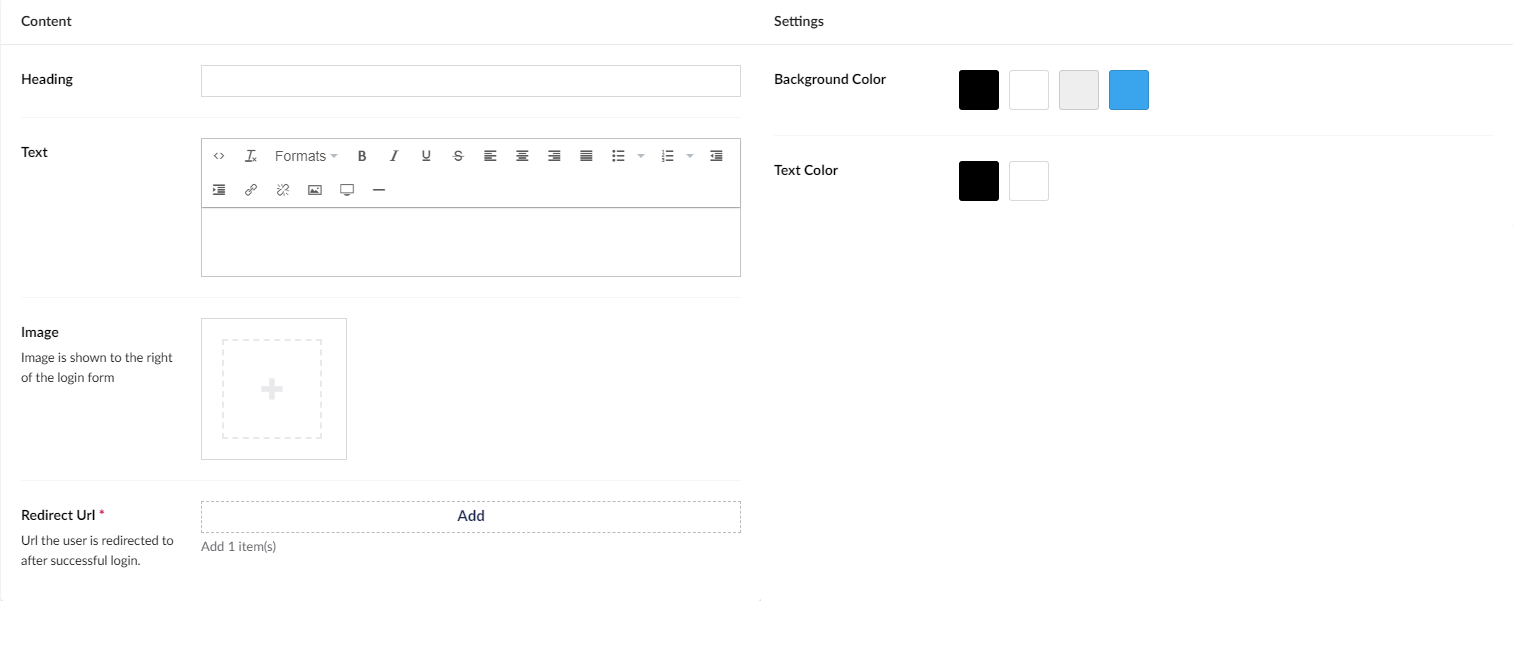 Content
Settings
Heading
Background Color
Text
Formats
Text Color
Image
Image is shown to the right
of the login form
Redirect Url *
Add
Url the user is redirected to
after successful login.
Add 1 item(s)